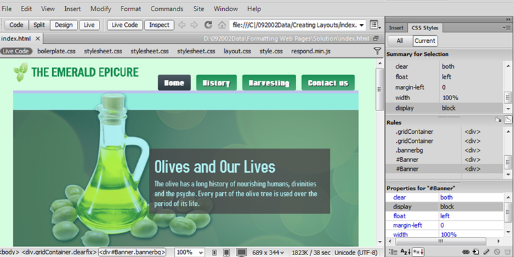 File Edit View Insert Modify Format Commands Site Window Help
Code Split Design Live Live Code Inspect file:///C|/092002Data/Creating Layouts/index.
index.html × D:\092002Data\Formatting Web Pages\Solution\index.html
Live Code boilerplate.css stylesheet.css stylesheet.css stylesheet.css layout.css style.css respond.min.js
THE EMERALD EPICURE
Home History Harvesting Contact us
Olives and Our Lives
The olive has a long history of nourishing humans, divinities
and the psyche. Every part of the olive tree is used over the
period of its life.
<body> <div.gridContainer.clearfix> <div#Banner.bannerbg> 100% 689 x 344 1823K / 38 sec Unicode (UTF-8)
Insert CSS Styles
All Current
Summary for Selection
clear both
float left
margin-left 0
width 100%
display block
Rules
.gridContainer <div>
.gridContainer <div>
.bannerbg <div>
#Banner <div>
#Banner <div>
Properties for "#Banner"
clear both
display block
float left
margin-left 0
width 100%